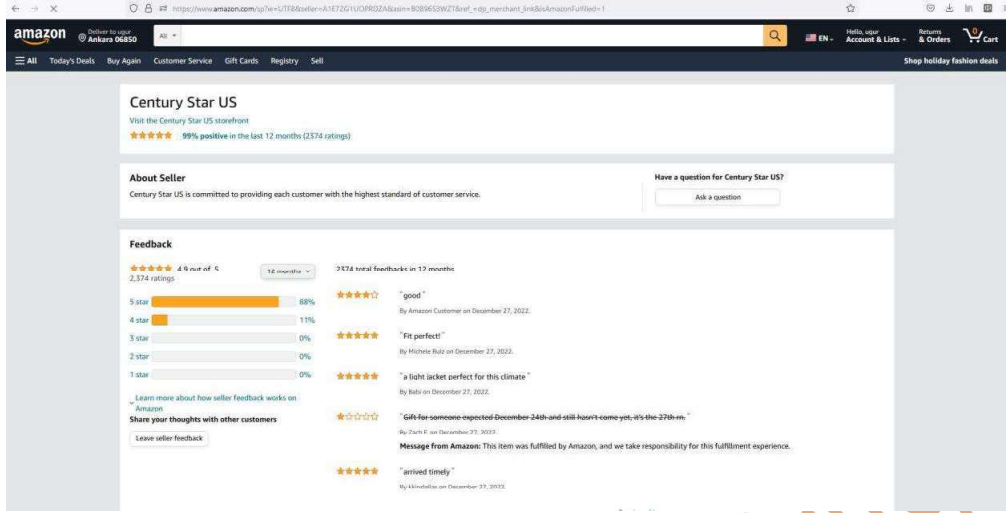 amazon
Deliver to ugur
Ankara 06850
All
EN
Hello, ugur
Account & Lists
Returns
& Orders
0
Cart
All Today's Deals Buy Again Customer Service Gift Cards Registry Sell
Shop holiday fashion deals
Century Star US
Visit the Century Star US storefront
99% positive in the last 12 months (2374 ratings)
About Seller
Century Star US is committed to providing each customer with the highest standard of customer service.
Have a question for Century Star US?
Ask a question
Feedback
4.9 out of 5
2,374 ratings
5 star 88%
4 star 11%
3 star 0%
2 star 0%
1 star 0%
Learn more about how seller feedback works on
Amazon
Share your thoughts with other customers
Leave seller feedback
2374 total feedbacks in 12 months
"good"
By Amazon Customer on December 27, 2022.
"Fit perfect!"
By Michele Ruiz on December 27, 2022.
"a light jacket perfect for this climate"
By Babi on December 27, 2022.
"Gift for someone expected December 24th and still hasn't come yet, it's the 27th rn."
By Zach F. on December 27, 2022.
Message from Amazon: This item was fulfilled by Amazon, and we take responsibility for this fulfillment experience.
"arrived timely"
on December 27, 2022.